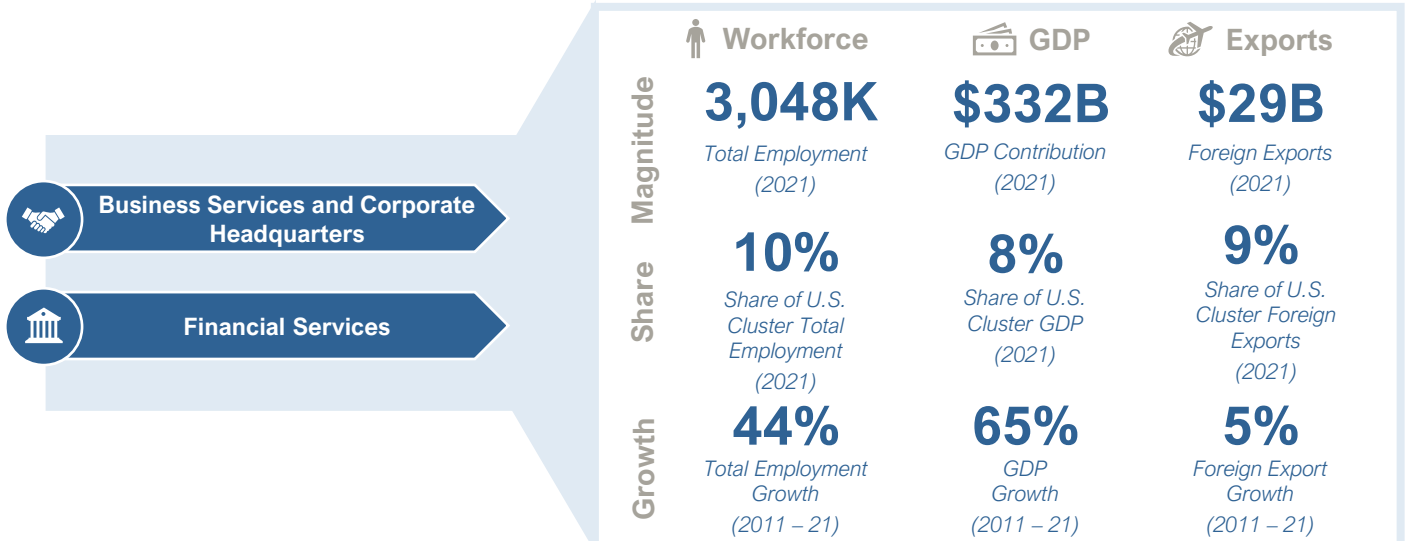 Workforce
GDP
Exports
Magnitude
3,048K
$332B
$29B
Total Employment
(2021)
GDP Contribution
(2021)
Foreign Exports
(2021)
Business Services and Corporate
Headquarters
Financial Services
Share
10%
8%
9%
Share of U.S.
Cluster Total
Employment
(2021)
Share of U.S.
Cluster GDP
(2021)
Share of U.S.
Cluster Foreign
Exports
(2021)
Growth
44%
65%
5%
Total Employment
Growth
(2011 – 21)
GDP
Growth
(2011 – 21)
Foreign Export
Growth
(2011 – 21)